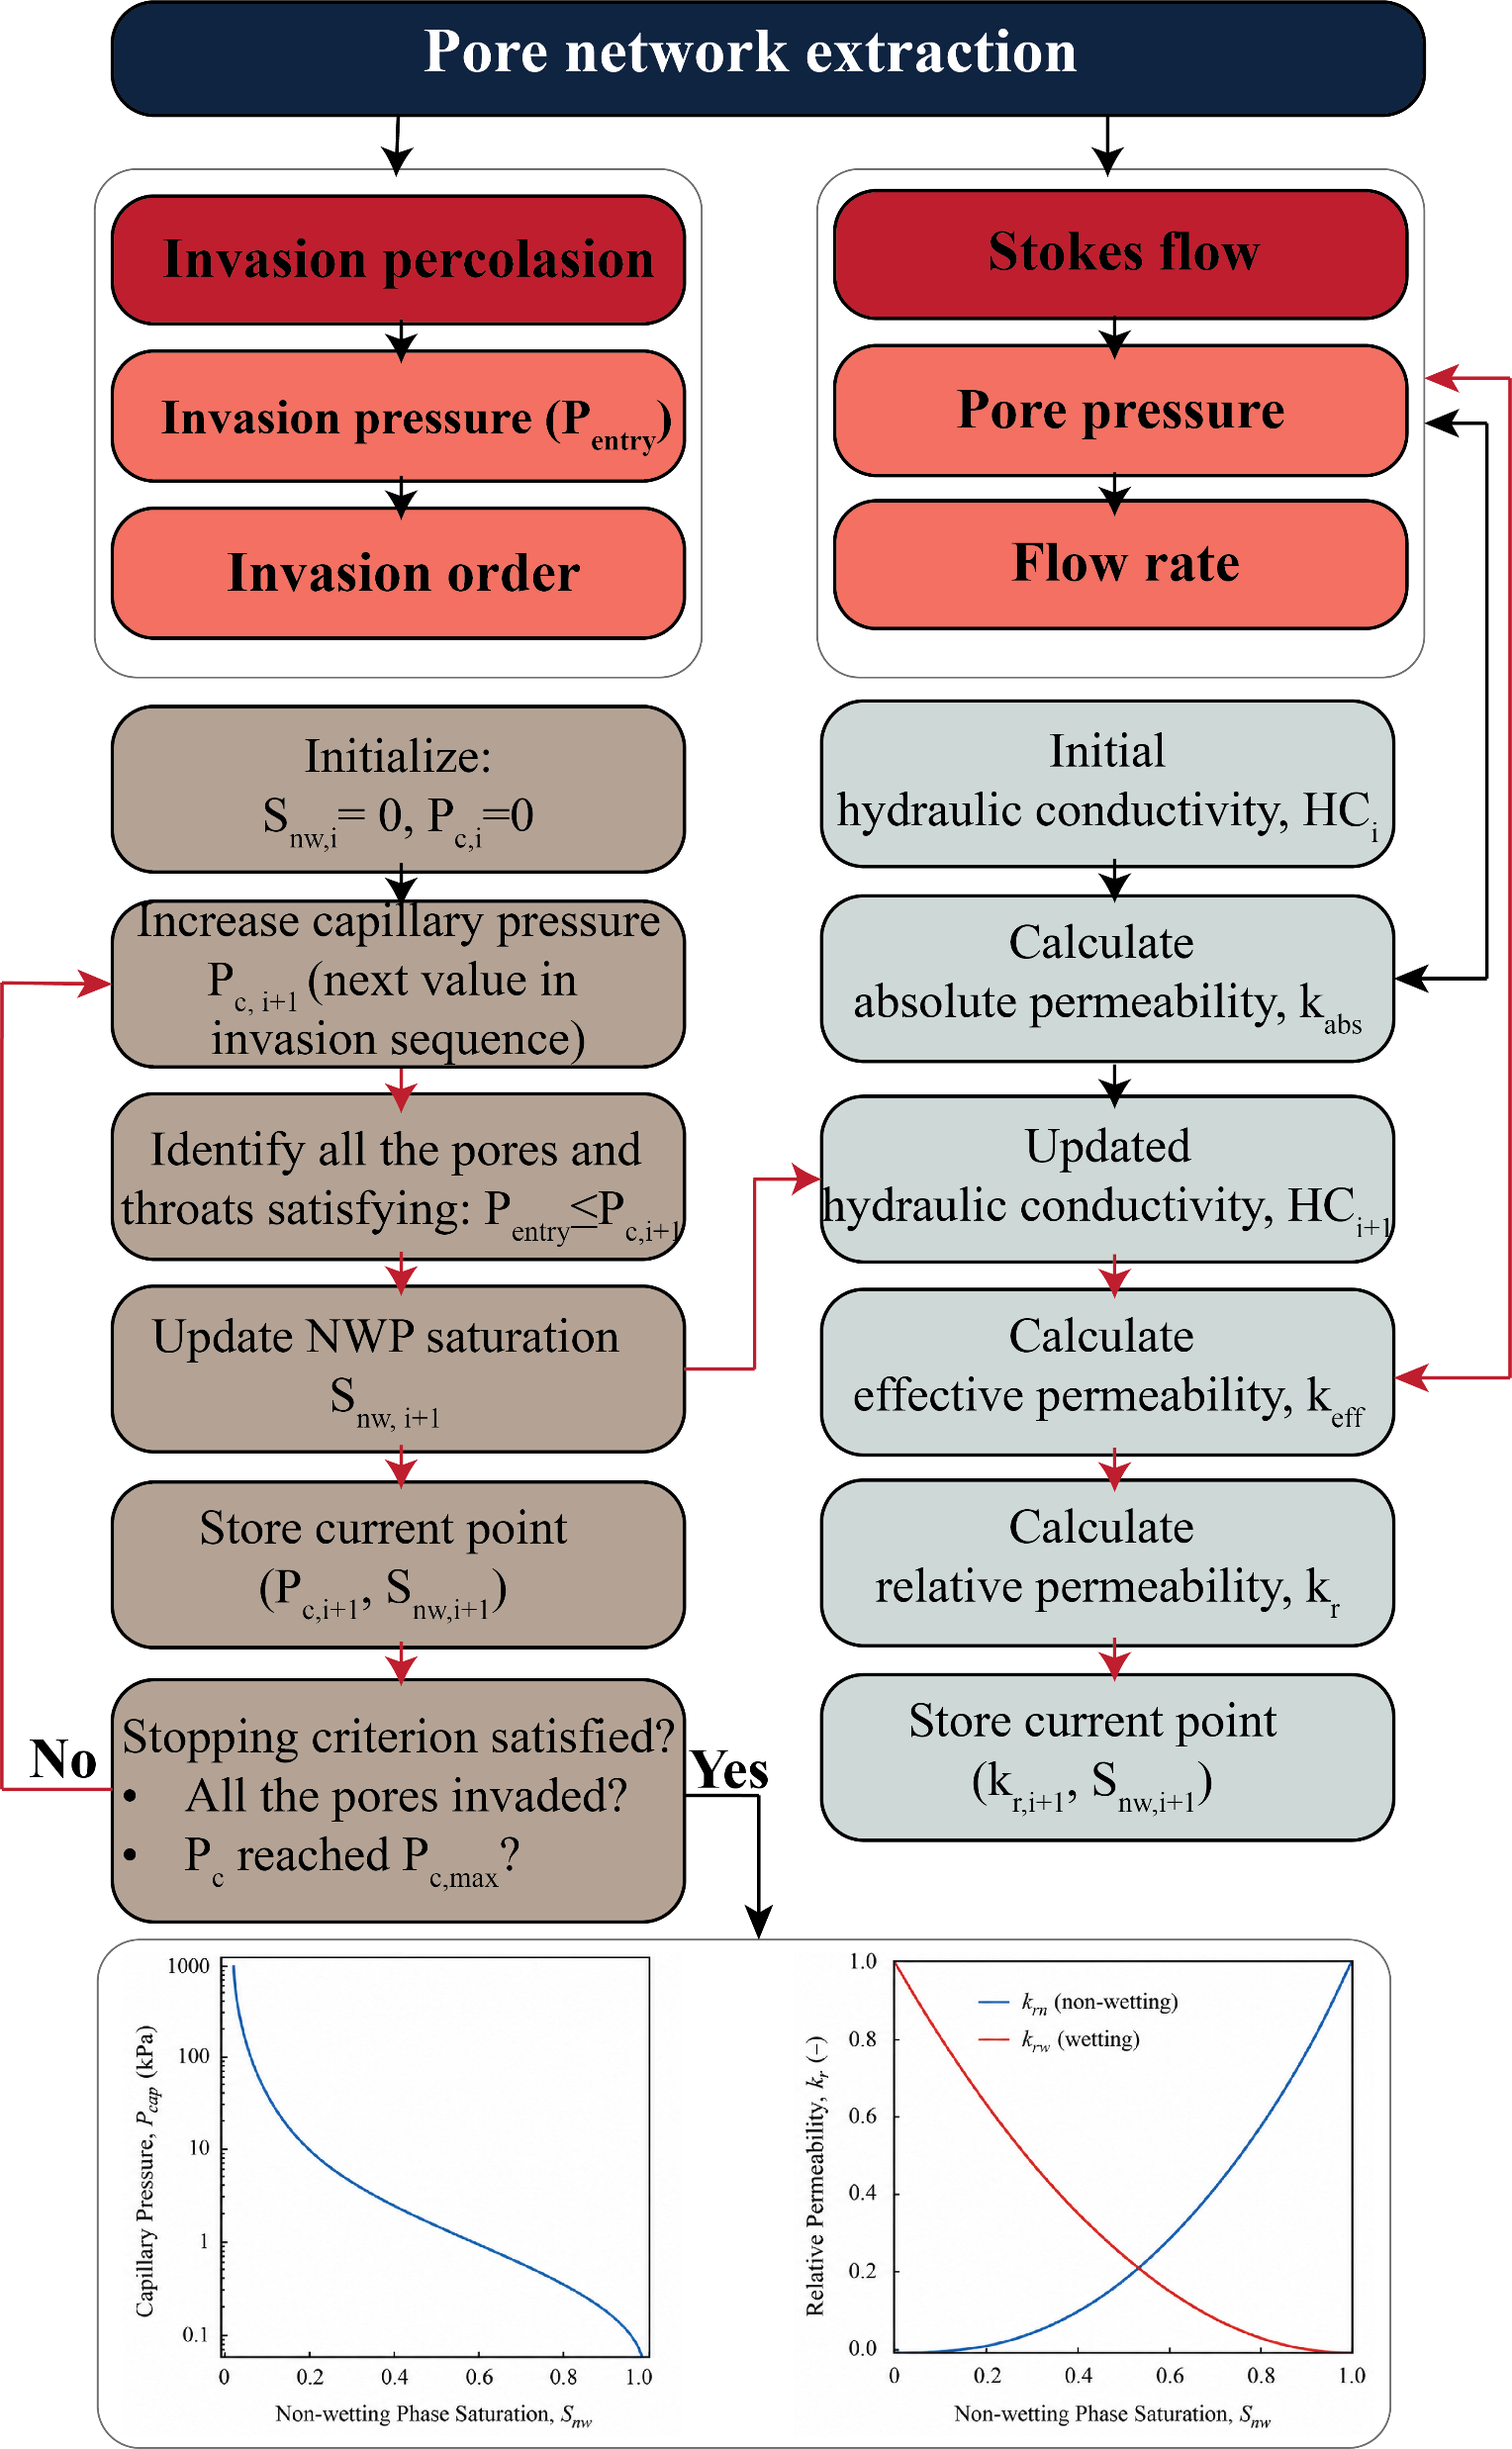 Pore network extraction
Invasion percolasion
Invasion pressure (Pentry)
Invasion order
Stokes flow
Pore pressure
Flow rate
Initialize:
Snw,i= 0, Pc,i=0
Increase capillary pressure
Pc, i+1 (next value in
invasion sequence)
Identify all the pores and
throats satisfying: Pentry≤Pc,i+1
Update NWP saturation
Snw, i+1
Store current point
(Pc,i+1, Snw,i+1)
Stopping criterion satisfied?
• All the pores invaded?
• Pc reached Pc,max?
No
Yes
Initial
hydraulic conductivity, HCi
Calculate
absolute permeability, kabs
Updated
hydraulic conductivity, HCi+1
Calculate
effective permeability, keff
Calculate
relative permeability, kr
Store current point
(kr,i+1, Snw,i+1)
Capillary Pressure, Pcap (kPa)
1000
100
10
1
0.1
0 0.2 0.4 0.6 0.8 1.0
Non-wetting Phase Saturation, Snw
Relative Permeability, kr (–)
1.0
0.8
0.6
0.4
0.2
0.0
krn (non-wetting)
krw (wetting)
0 0.2 0.4 0.6 0.8 1.0
Non-wetting Phase Saturation, Snw